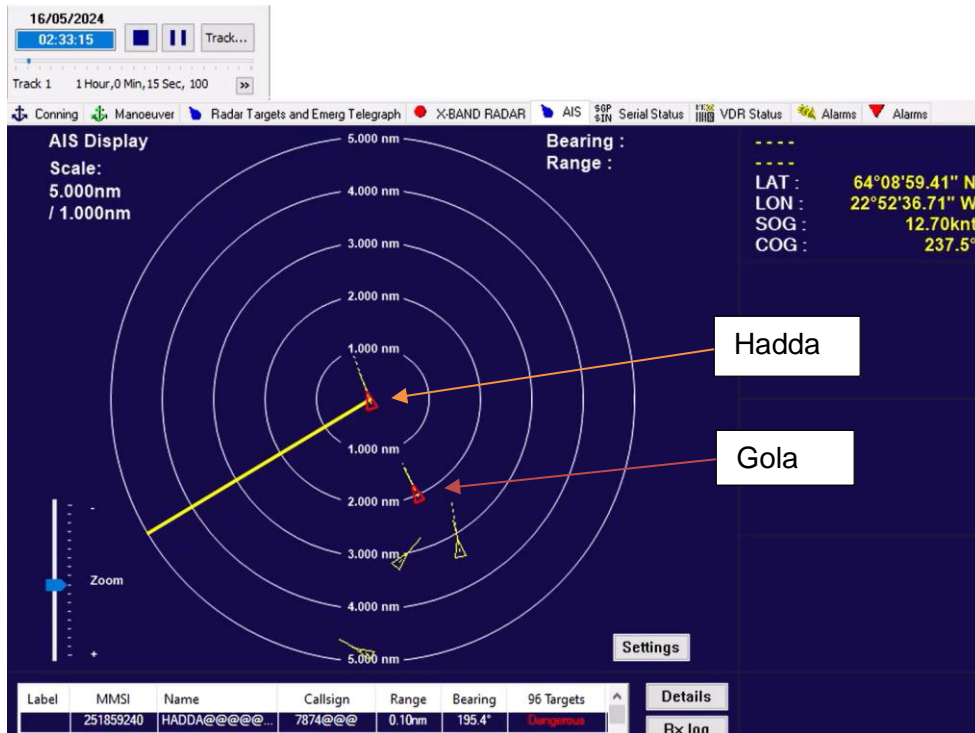 16/05/2024
02:33:15
Track...
Track 1 1 Hour,0 Min,15 Sec, 100 »
Conning Manoeuver Radar Targets and Emerg Telegraph X-BAND RADAR AIS Serial Status VDR Status Alarms Alarms
AIS Display
Scale:
5.000nm
/ 1.000nm
Bearing :
Range :
- - - -
- - - -
LAT : 64°08'59.41" N
LON : 22°52'36.71" W
SOG : 12.70knt
COG : 237.5°
5.000 nm
4.000 nm
3.000 nm
2.000 nm
1.000 nm
Hadda
1.000 nm
Gola
2.000 nm
3.000 nm
4.000 nm
5.000 nm
-
Zoom
+
Settings
Label MMSI Name Callsign Range Bearing 96 Targets
251859240 HADDA@@@@@... 7874@@@ 0.10nm 195.4° Dangerous
Details
Rx log